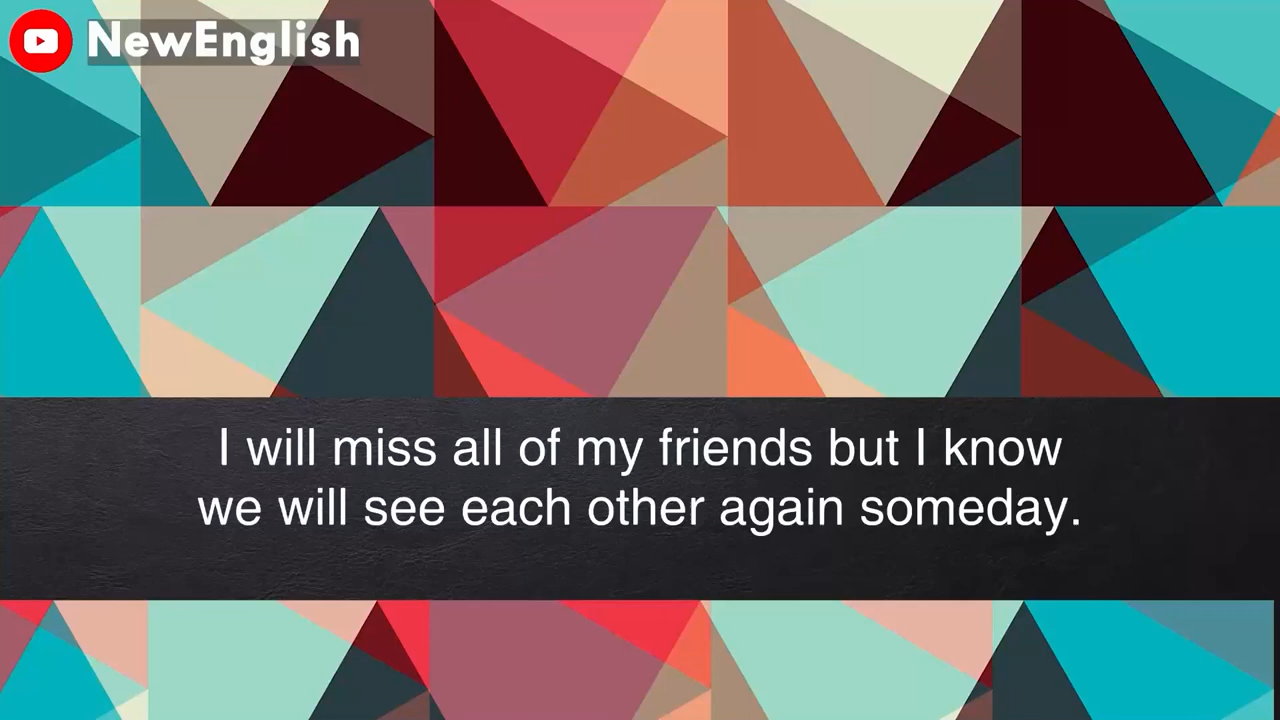 NewEnglish
I will miss all of my friends but I know
we will see each other again someday.